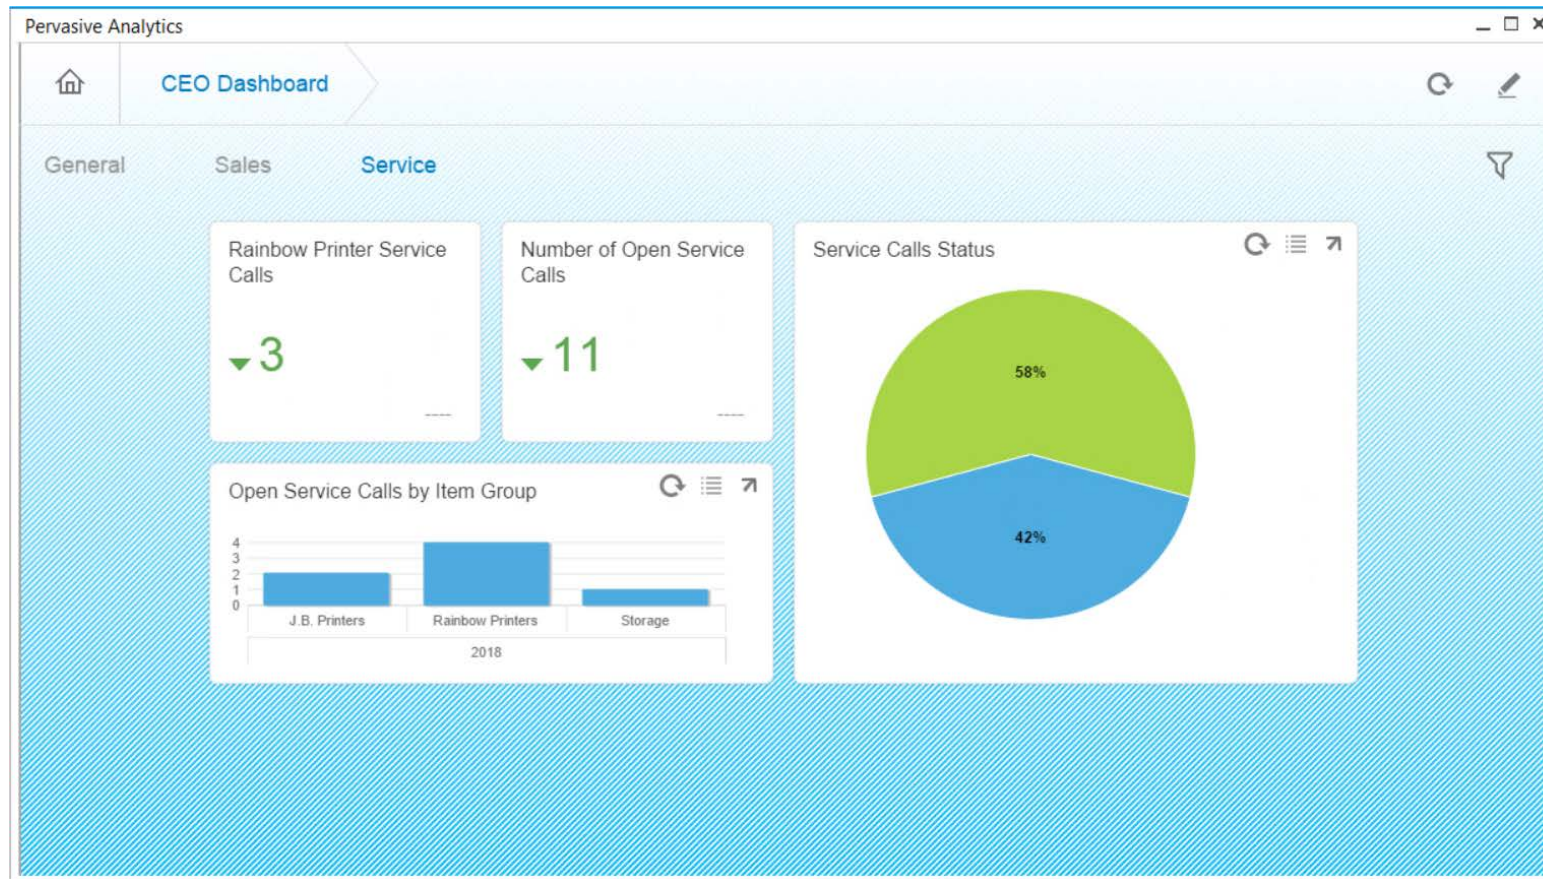 Pervasive Analytics
CEO Dashboard
General Sales Service
Rainbow Printer Service
Calls
3
----
Number of Open Service
Calls
11
----
Service Calls Status
58%
42%
Open Service Calls by Item Group
4
3
2
1
0
J.B. Printers Rainbow Printers Storage
2018